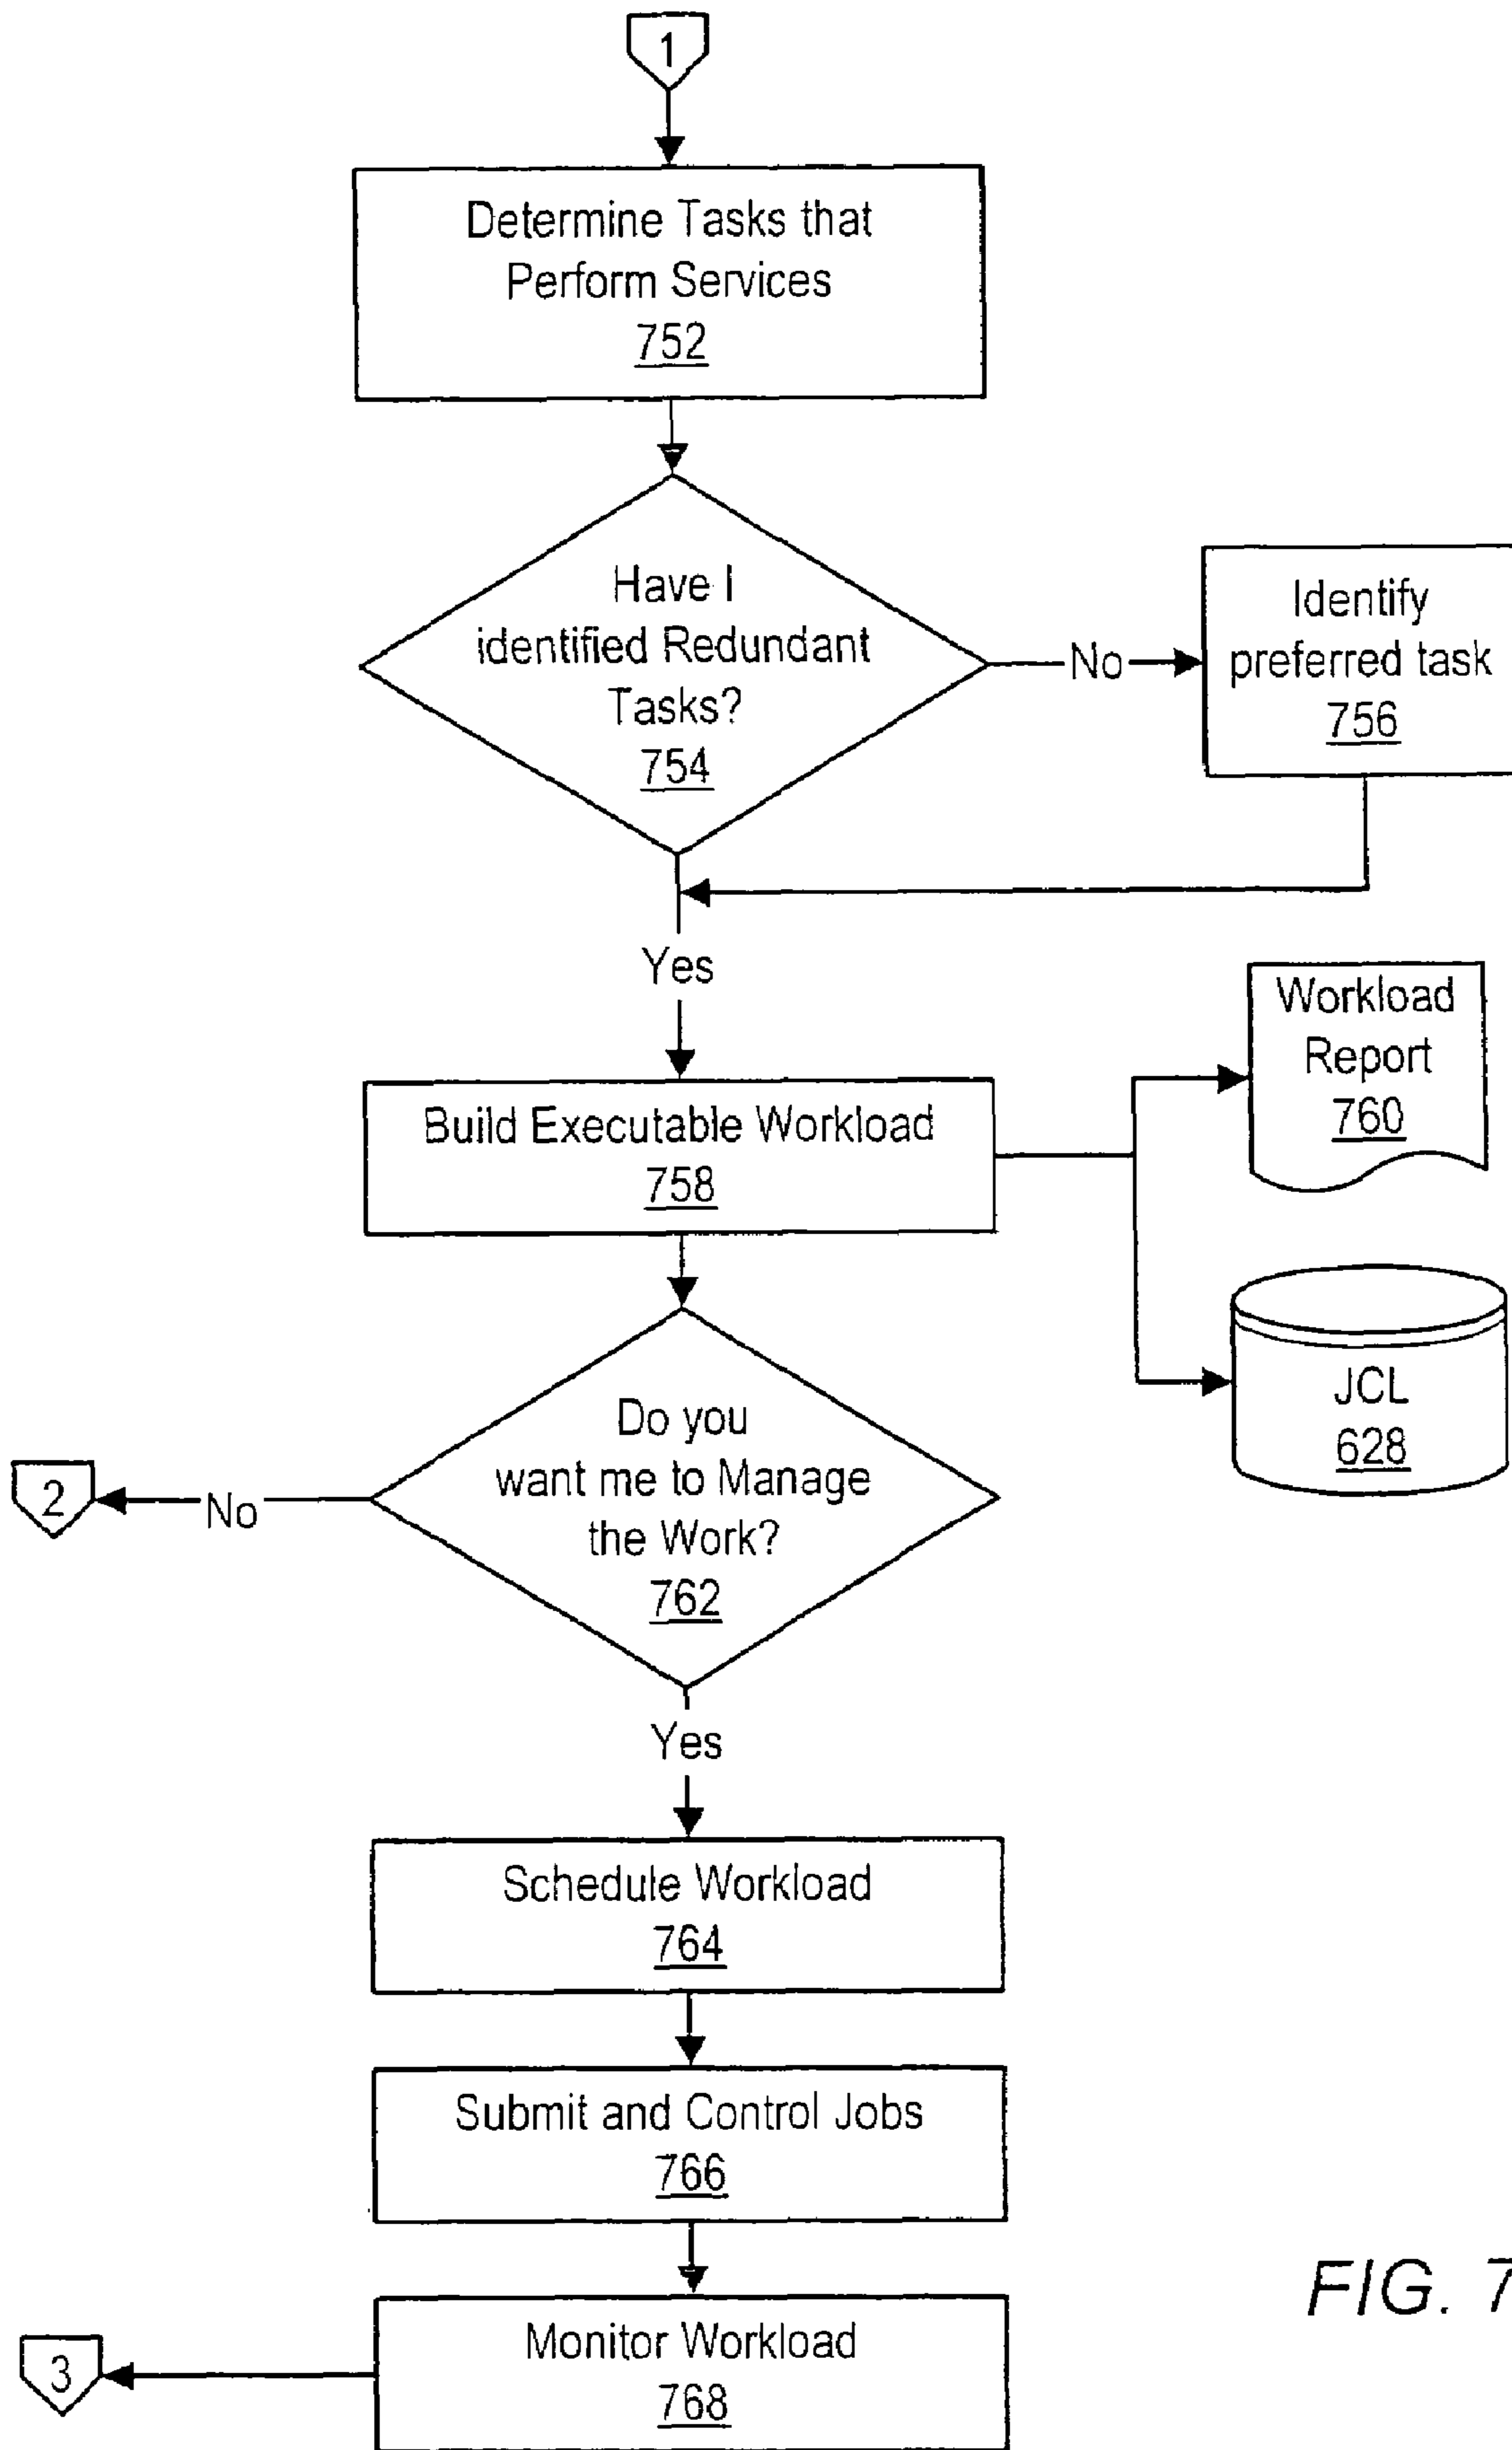 1
Determine Tasks that
Perform Services
752
Have I
identified Redundant
Tasks?
754
No
Identify
preferred task
756
Yes
Build Executable Workload
758
Workload
Report
760
JCL
628
Do you
want me to Manage
the Work?
762
No
2
Yes
Schedule Workload
764
Submit and Control Jobs
766
Monitor Workload
768
3
FIG. 7